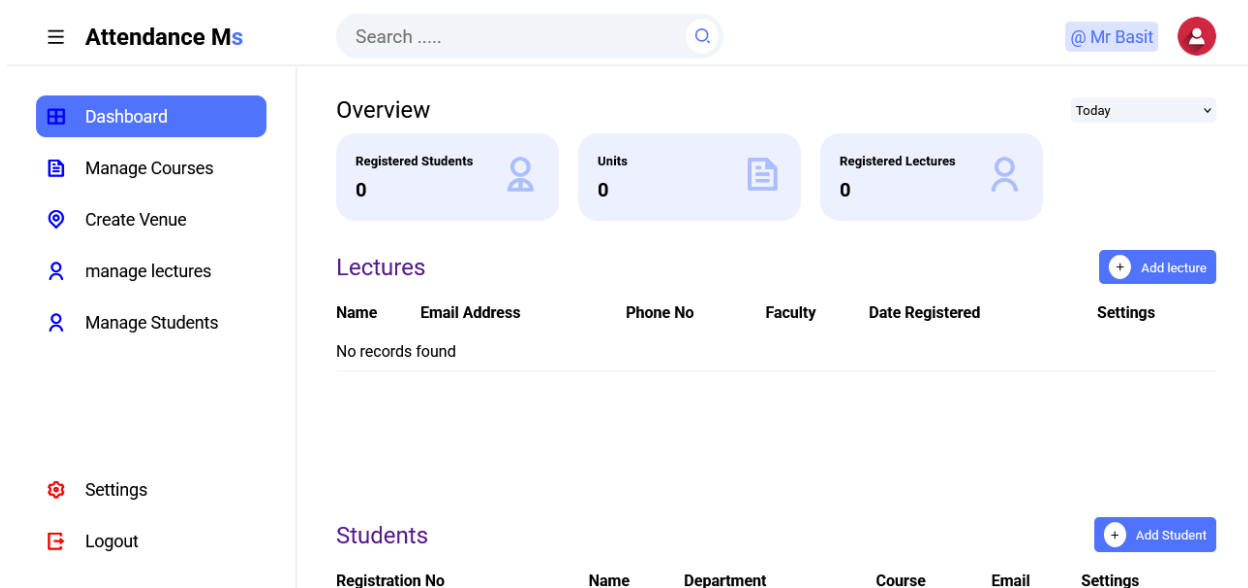 Attendance Ms
Search .....
@ Mr Basit
Dashboard
Manage Courses
Create Venue
manage lectures
Manage Students
Settings
Logout
Overview
Today
Registered Students
0
Units
0
Registered Lectures
0
Lectures
+ Add lecture
Name Email Address Phone No Faculty Date Registered Settings
No records found
Students
+ Add Student
Registration No Name Department Course Email Settings